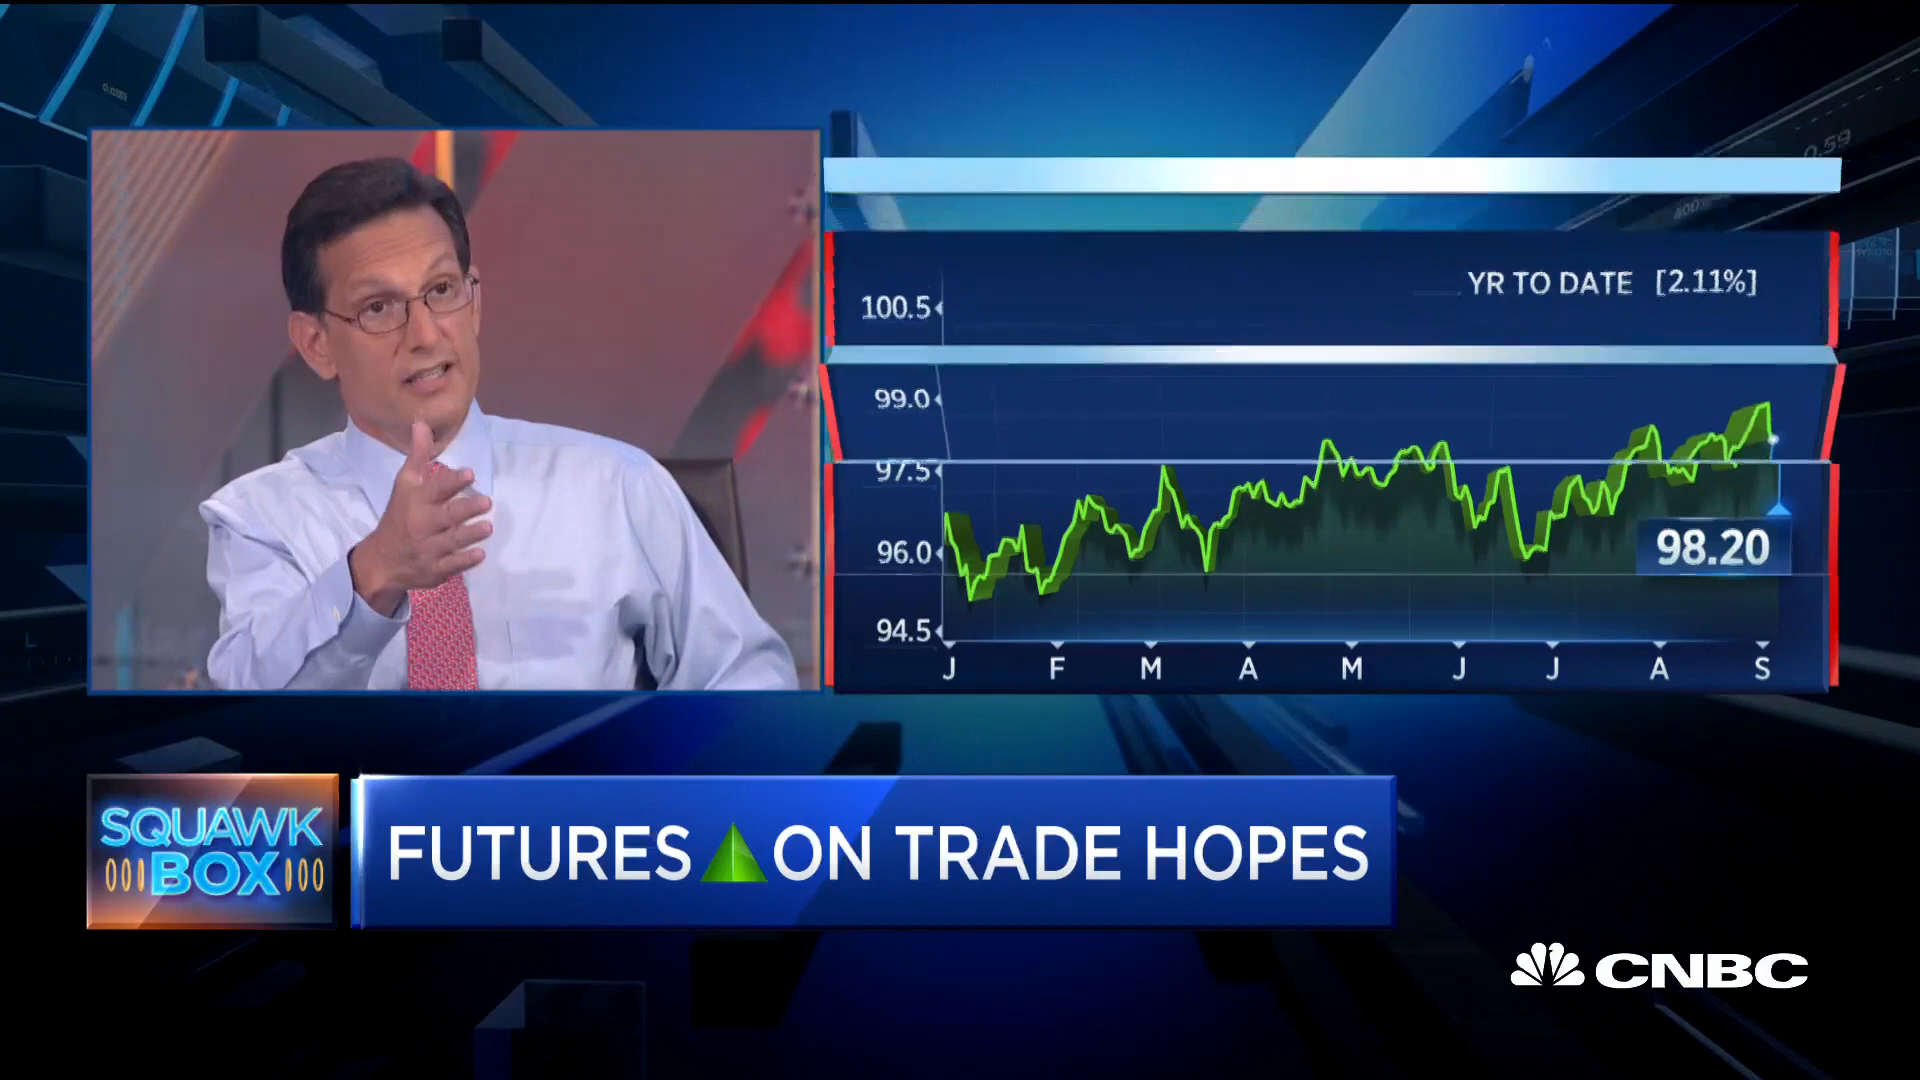 YR TO DATE [2.11%]
100.5
99.0
97.5
96.0
94.5
98.20
J F M A M J J A S
SQUAWK
BOX
FUTURES ON TRADE HOPES
CNBC